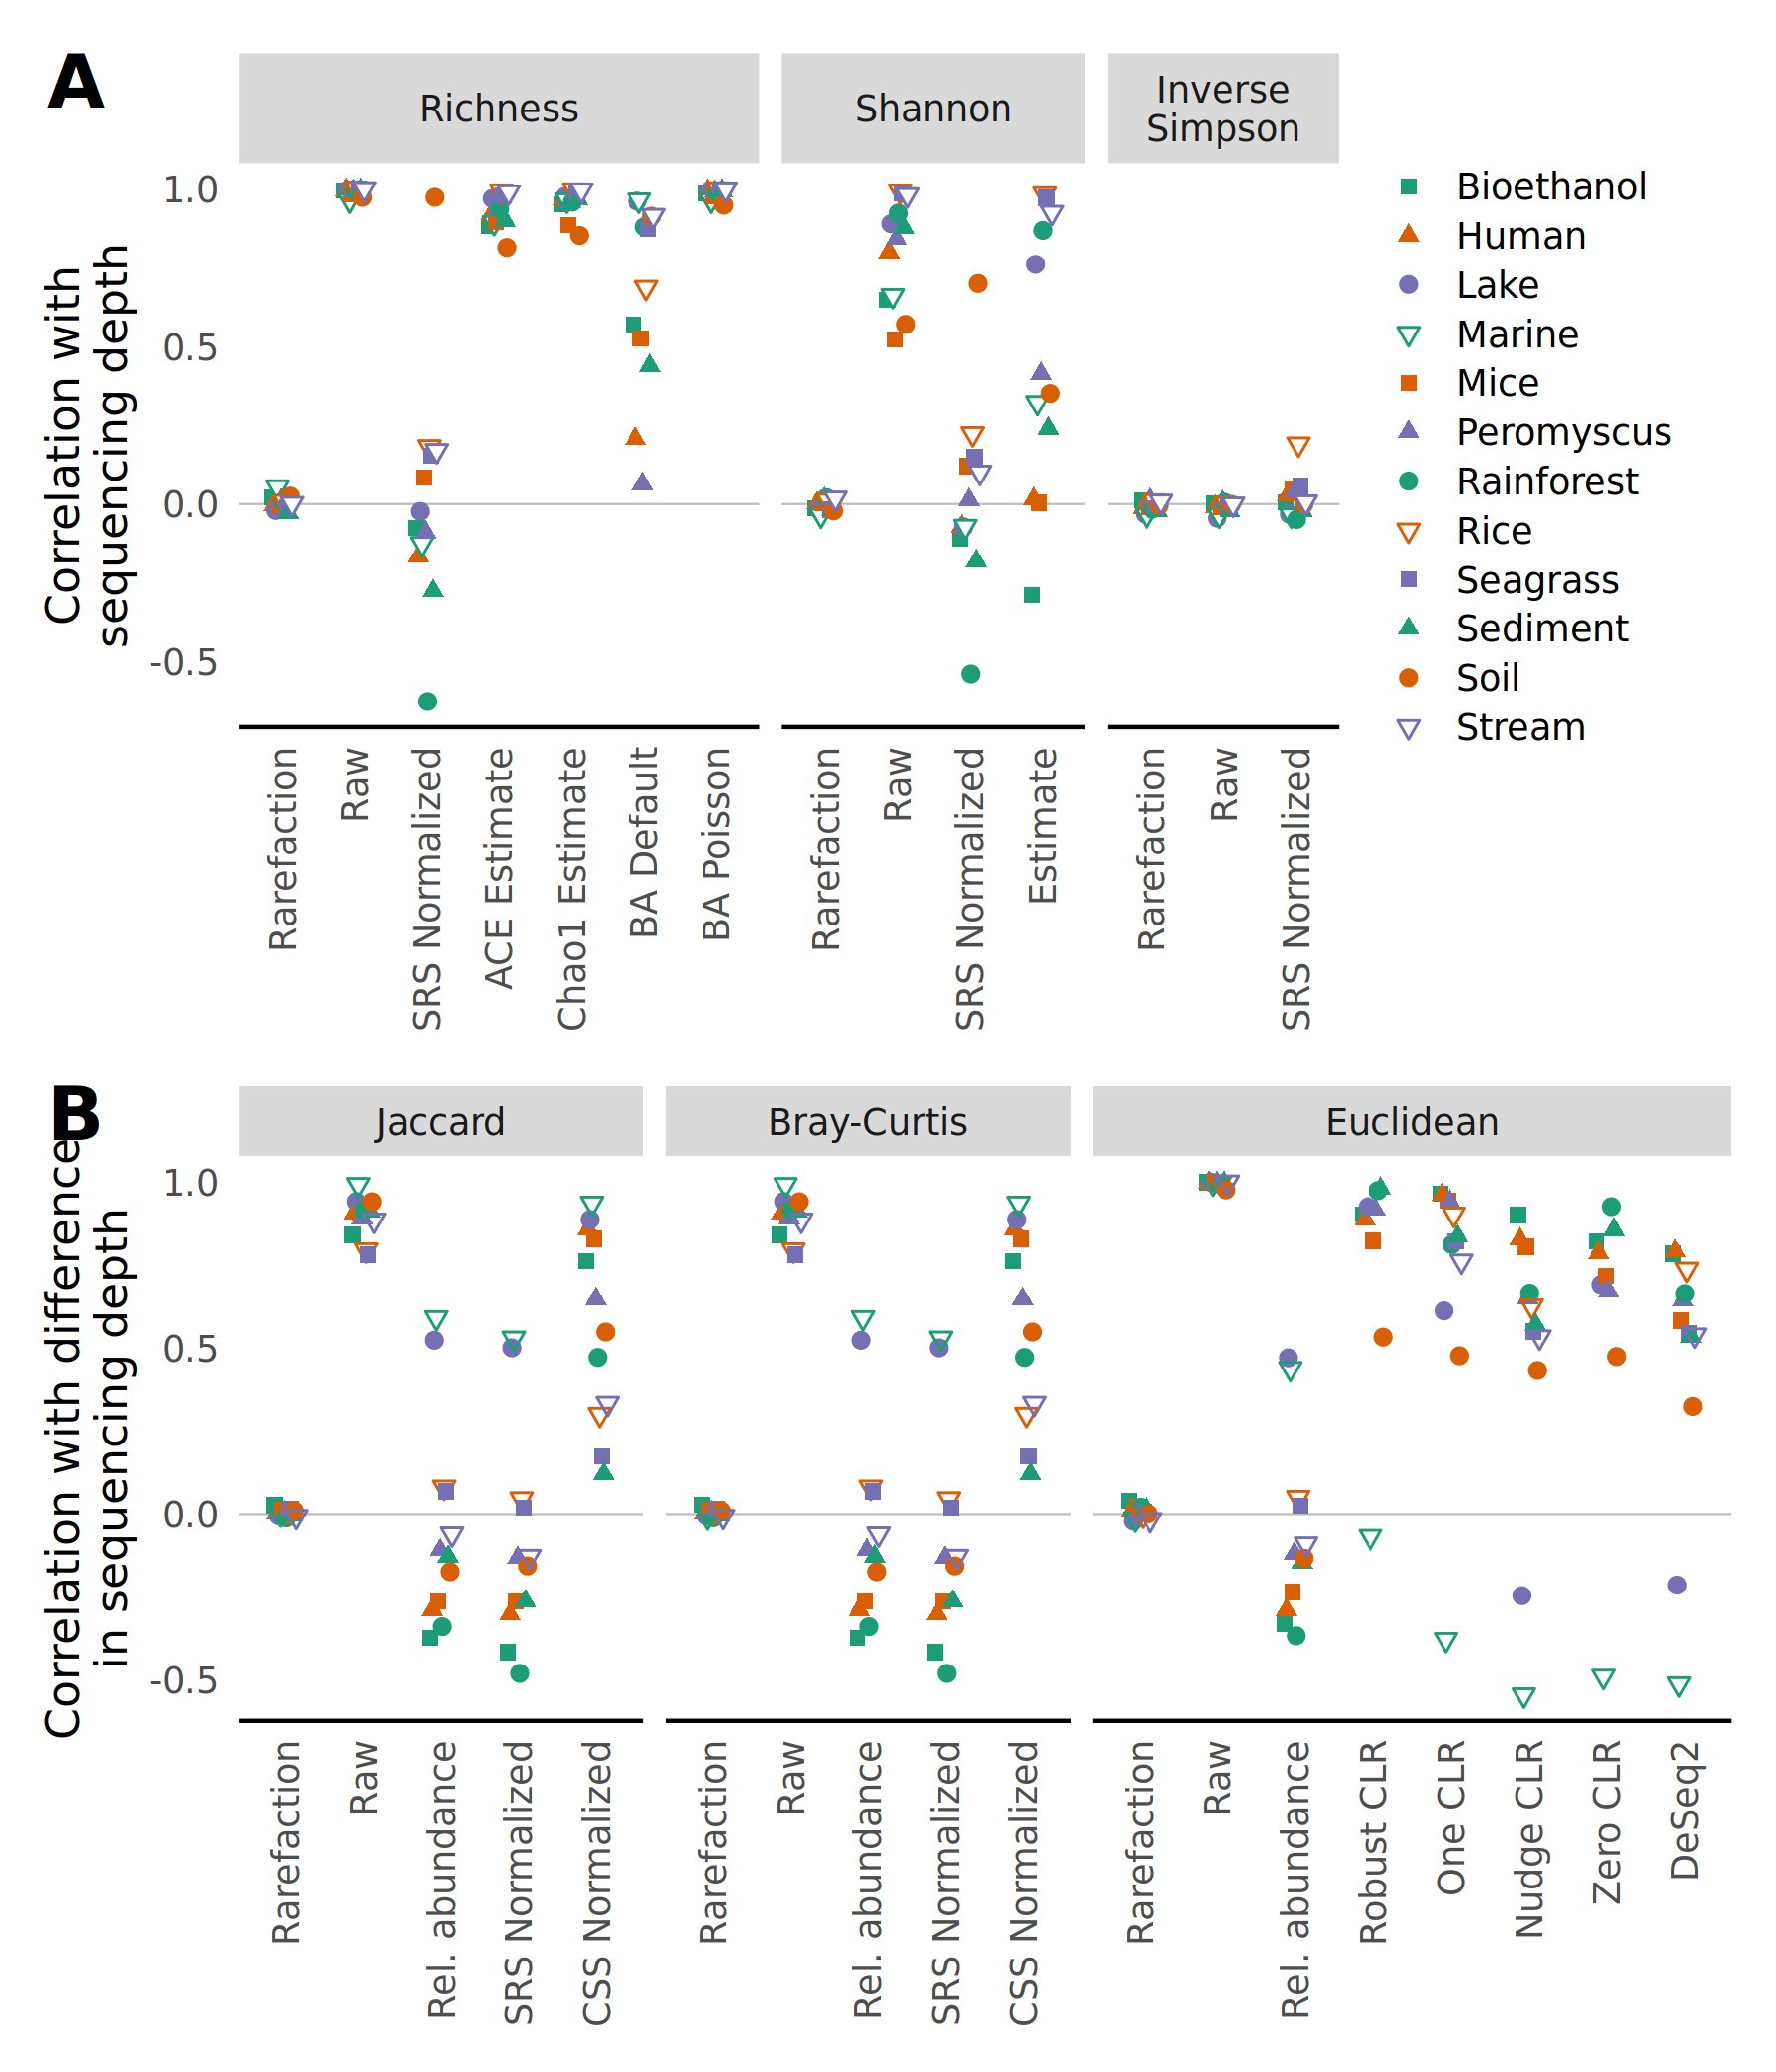 A
Richness
Shannon
Inverse
Simpson
Correlation with
sequencing depth
1.0
0.5
0.0
-0.5
Rarefaction
Raw
SRS Normalized
ACE Estimate
Chao1 Estimate
BA Default
BA Poisson
Rarefaction
Raw
SRS Normalized
Estimate
Rarefaction
Raw
SRS Normalized
Bioethanol
Human
Lake
Marine
Mice
Peromyscus
Rainforest
Rice
Seagrass
Sediment
Soil
Stream
B
Jaccard
Bray-Curtis
Euclidean
Correlation with difference
in sequencing depth
1.0
0.5
0.0
-0.5
Rarefaction
Raw
Rel. abundance
SRS Normalized
CSS Normalized
Rarefaction
Raw
Rel. abundance
SRS Normalized
CSS Normalized
Rarefaction
Raw
Rel. abundance
Robust CLR
One CLR
Nudge CLR
Zero CLR
DeSeq2